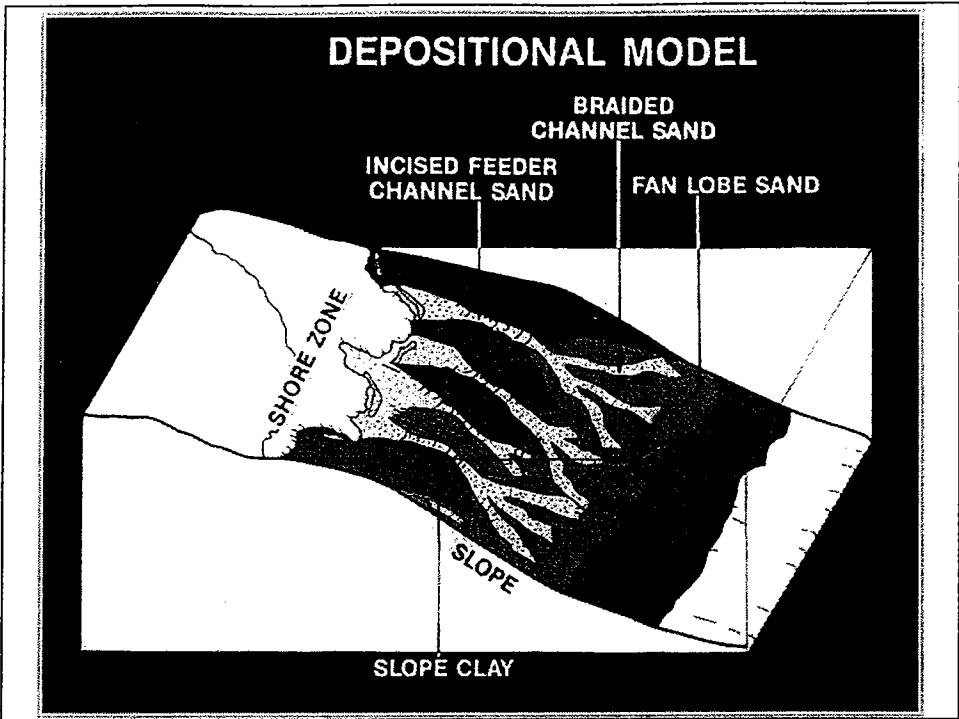 DEPOSITIONAL MODEL
BRAIDED
CHANNEL SAND
INCISED FEEDER
CHANNEL SAND
FAN LOBE SAND
SHORE ZONE
SLOPE
SLOPE CLAY